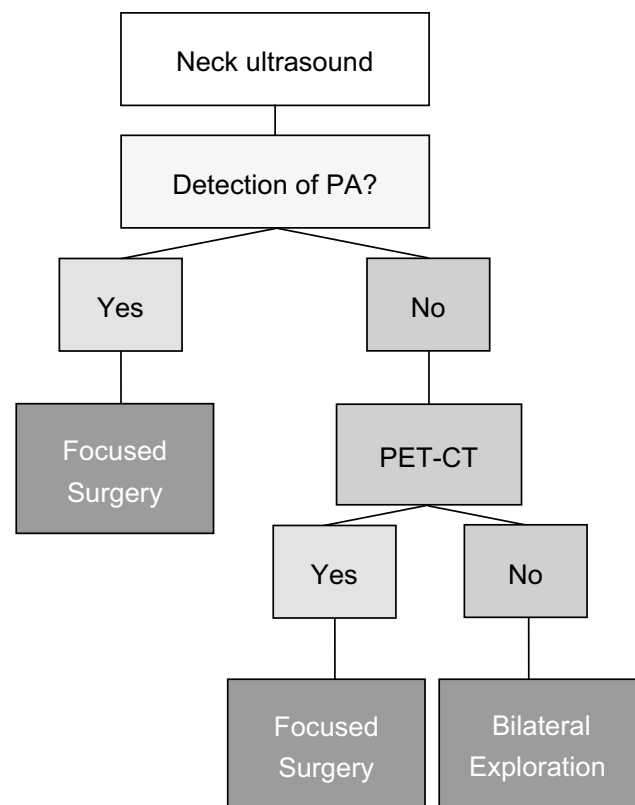 Neck ultrasound
Detection of PA?
Yes
No
Focused
Surgery
PET-CT
Yes
No
Focused
Surgery
Bilateral
Exploration